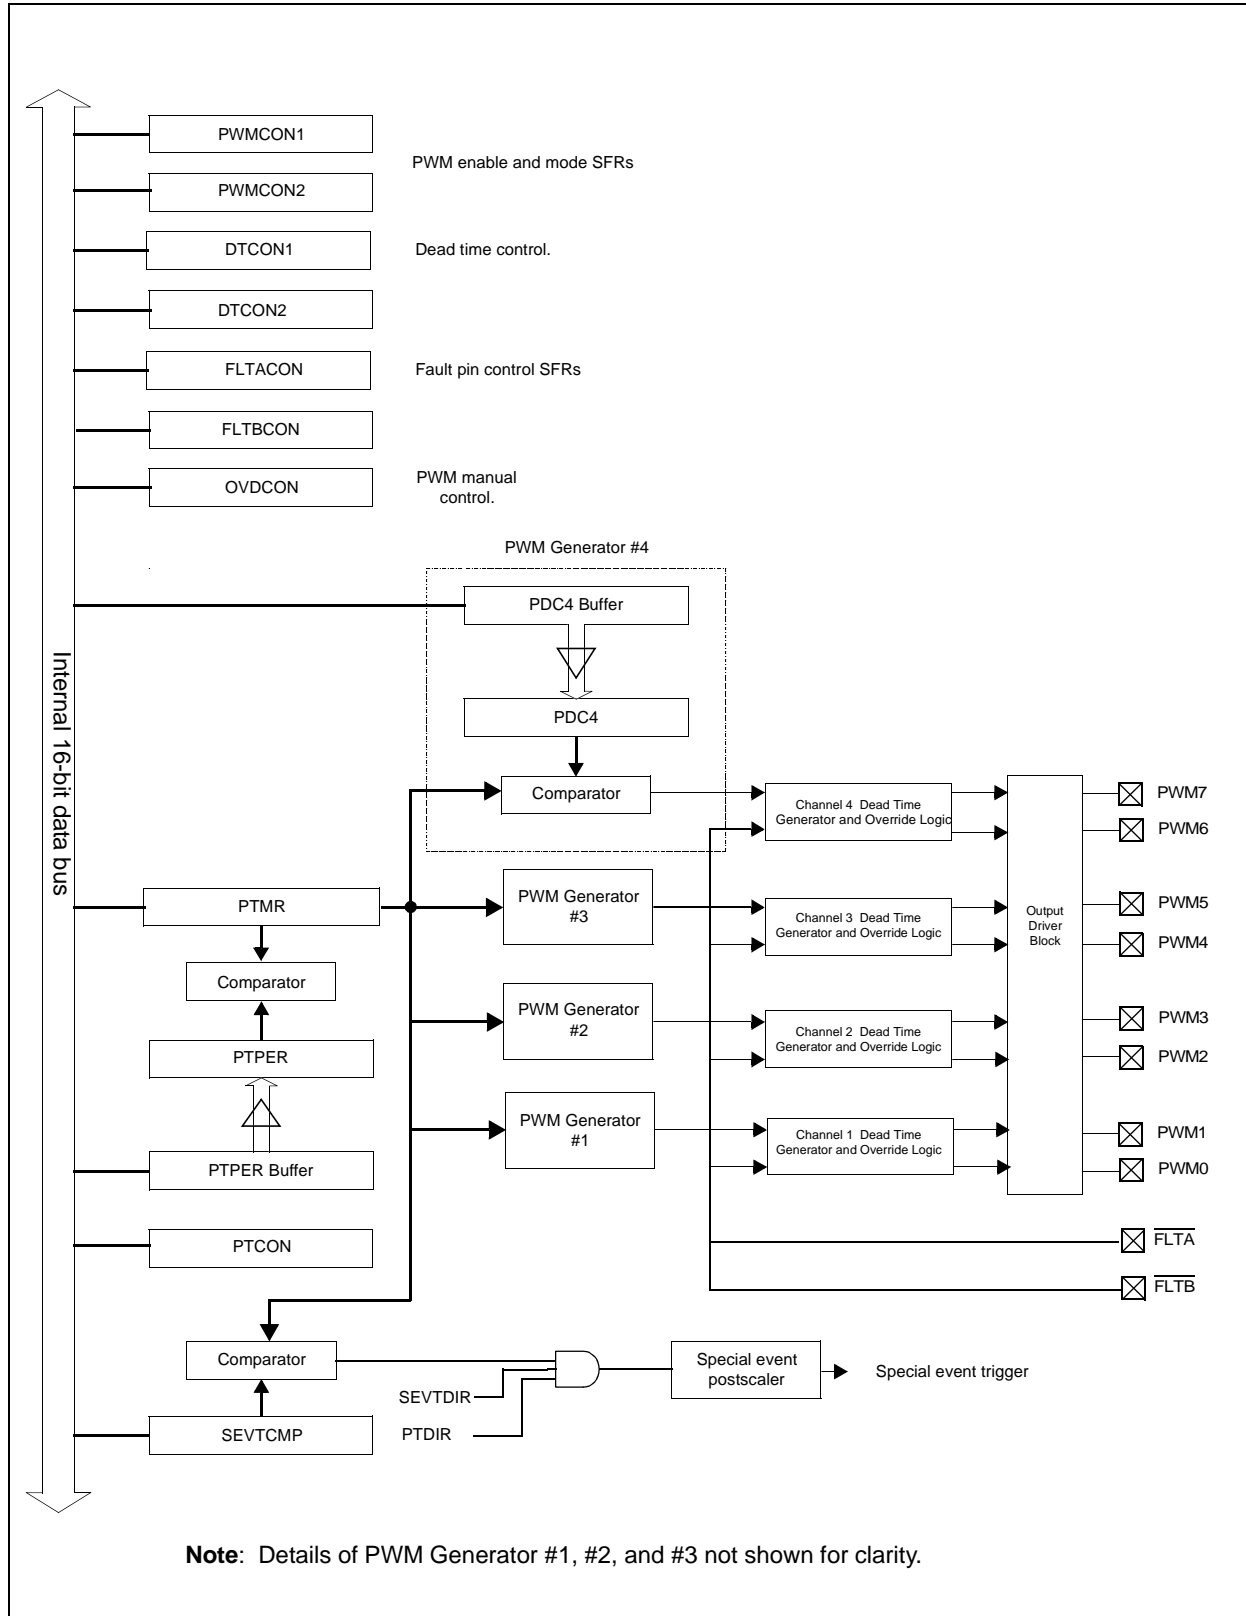 PWMCON1
PWM enable and mode SFRs
PWMCON2
DTCON1
Dead time control.
DTCON2
FLTACON
Fault pin control SFRs
FLTBCON
OVDCON
PWM manual
control.
PWM Generator #4
PDC4 Buffer
Internal 16-bit data bus
PDC4
Comparator
Channel 4 Dead Time
Generator and Override Logic
PWM7
PWM6
PTMR
PWM Generator
#3
Channel 3 Dead Time
Generator and Override Logic
Output
Driver
Block
PWM5
PWM4
Comparator
PWM Generator
#2
Channel 2 Dead Time
Generator and Override Logic
PWM3
PWM2
PTPER
PWM Generator
#1
Channel 1 Dead Time
Generator and Override Logic
PWM1
PWM0
PTPER Buffer
PTCON
FLTA
FLTB
Comparator
Special event
postscaler
Special event trigger
SEVTDIR
SEVTCMP
PTDIR
Note: Details of PWM Generator #1, #2, and #3 not shown for clarity.